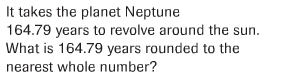 It takes the planet Neptune
164.79 years to revolve around the sun.
What is 164.79 years rounded to the
nearest whole number?